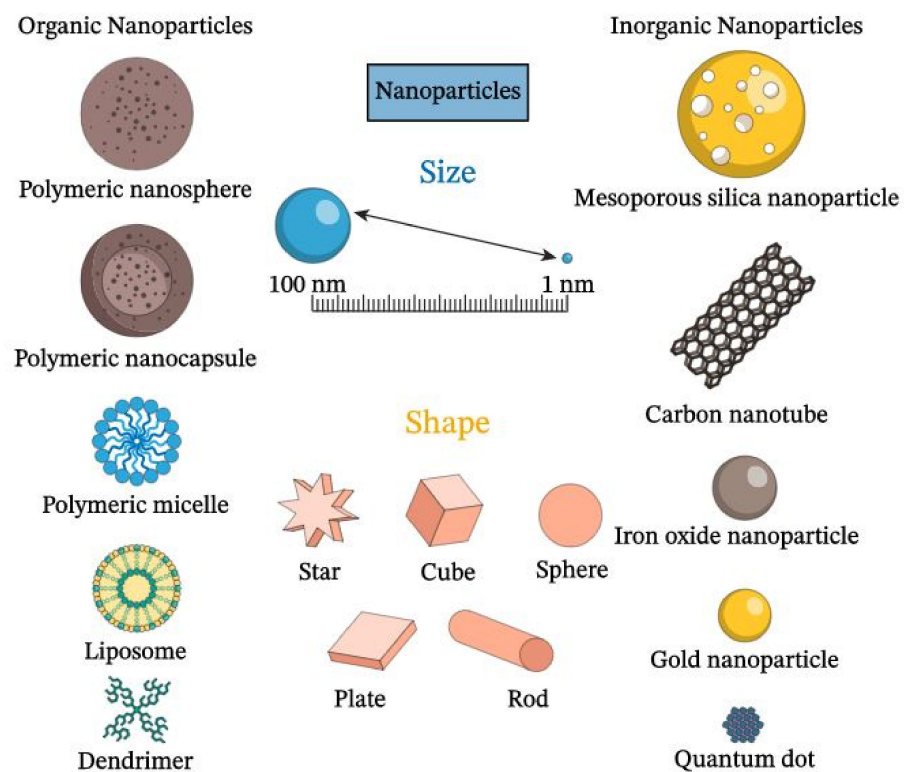 Organic Nanoparticles
Polymeric nanosphere
Polymeric nanocapsule
Polymeric micelle
Liposome
Dendrimer
Nanoparticles
Size
100 nm
1 nm
Shape
Star
Cube
Sphere
Plate
Rod
Inorganic Nanoparticles
Mesoporous silica nanoparticle
Carbon nanotube
Iron oxide nanoparticle
Gold nanoparticle
Quantum dot